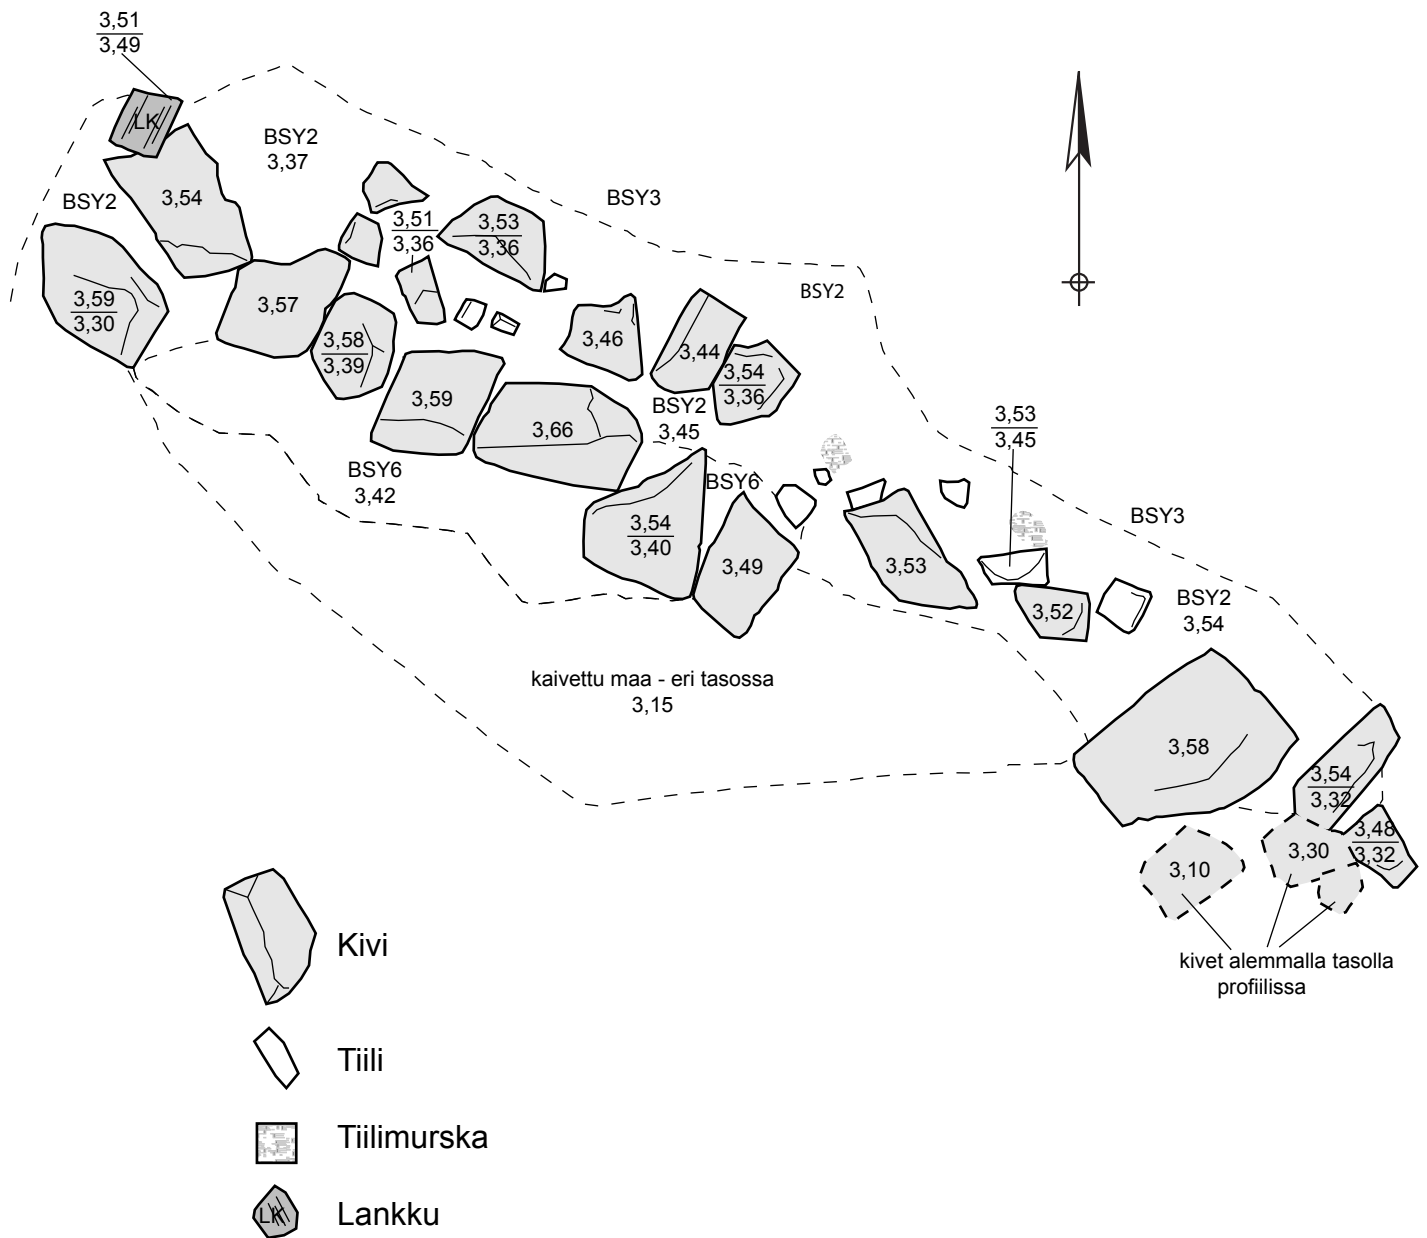 3,51
3,49
LK
BSY2
3,37
BSY2
3,54
BSY3
3,51
3,36
3,53
3,36
3,59
3,30
3,57
BSY2
3,58
3,39
3,46
3,44
3,54
3,36
3,59
BSY2
3,45
3,66
3,53
3,45
BSY6
3,42
BSY6
3,54
3,40
BSY3
3,49
3,53
3,52
BSY2
3,54
kaivettu maa - eri tasossa
3,15
3,58
3,54
3,32
3,48
3,32
3,30
3,10
kivet alemmalla tasolla
profiilissa
Kivi
Tiili
Tiilimurska
LK
Lankku